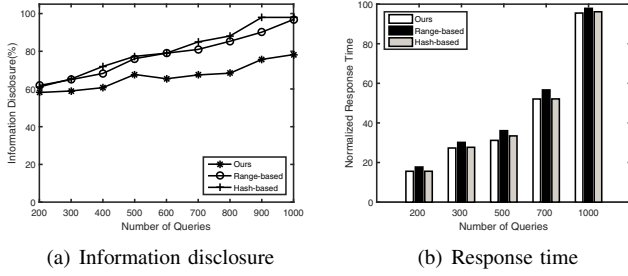 100
80
60
40
20
0
Information Disclosure(%)
Ours
Range-based
Hash-based
200 300 400 500 600 700 800 900 1000
Number of Queries
(a) Information disclosure
100
80
60
40
20
0
Normalized Response Time
Ours
Range-based
Hash-based
200 300 500 700 1000
Number of Queries
(b) Response time